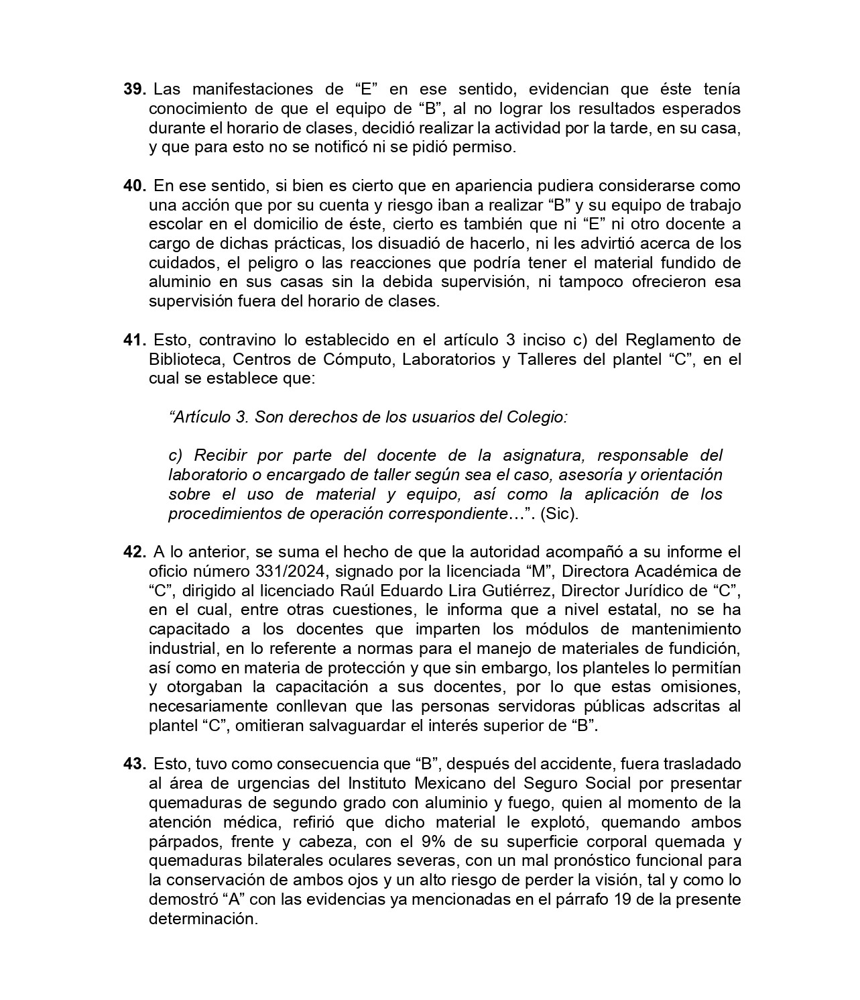 39. Las manifestaciones de “E” en ese sentido, evidencian que éste tenía
conocimiento de que el equipo de “B”, al no lograr los resultados esperados
durante el horario de clases, decidió realizar la actividad por la tarde, en su casa,
y que para esto no se notificó ni se pidió permiso.
40. En ese sentido, si bien es cierto que en apariencia pudiera considerarse como
una acción que por su cuenta y riesgo iban a realizar “B” y su equipo de trabajo
escolar en el domicilio de éste, cierto es también que ni “E” ni otro docente a
cargo de dichas prácticas, los disuadió de hacerlo, ni les advirtió acerca de los
cuidados, el peligro o las reacciones que podría tener el material fundido de
aluminio en sus casas sin la debida supervisión, ni tampoco ofrecieron esa
supervisión fuera del horario de clases.
41. Esto, contravino lo establecido en el artículo 3 inciso c) del Reglamento de
Biblioteca, Centros de Cómputo, Laboratorios y Talleres del plantel “C”, en el
cual se establece que:
“Artículo 3. Son derechos de los usuarios del Colegio:
c) Recibir por parte del docente de la asignatura, responsable del
laboratorio o encargado de taller según sea el caso, asesoría y orientación
sobre el uso de material y equipo, así como la aplicación de los
procedimientos de operación correspondiente…”. (Sic).
42. A lo anterior, se suma el hecho de que la autoridad acompañó a su informe el
oficio número 331/2024, signado por la licenciada “M”, Directora Académica de
“C”, dirigido al licenciado Raúl Eduardo Lira Gutiérrez, Director Jurídico de “C”,
en el cual, entre otras cuestiones, le informa que a nivel estatal, no se ha
capacitado a los docentes que imparten los módulos de mantenimiento
industrial, en lo referente a normas para el manejo de materiales de fundición,
así como en materia de protección y que sin embargo, los planteles lo permitían
y otorgaban la capacitación a sus docentes, por lo que estas omisiones,
necesariamente conllevan que las personas servidoras públicas adscritas al
plantel “C”, omitieran salvaguardar el interés superior de “B”.
43. Esto, tuvo como consecuencia que “B”, después del accidente, fuera trasladado
al área de urgencias del Instituto Mexicano del Seguro Social por presentar
quemaduras de segundo grado con aluminio y fuego, quien al momento de la
atención médica, refirió que dicho material le explotó, quemando ambos
párpados, frente y cabeza, con el 9% de su superficie corporal quemada y
quemaduras bilaterales oculares severas, con un mal pronóstico funcional para
la conservación de ambos ojos y un alto riesgo de perder la visión, tal y como lo
demostró “A” con las evidencias ya mencionadas en el párrafo 19 de la presente
determinación.